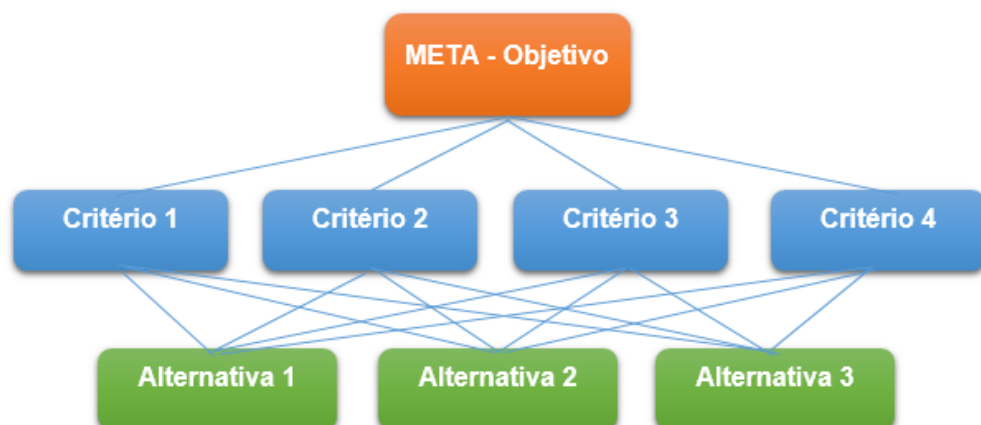 META - Objetivo
Critério 1
Critério 2
Critério 3
Critério 4
Alternativa 1
Alternativa 2
Alternativa 3